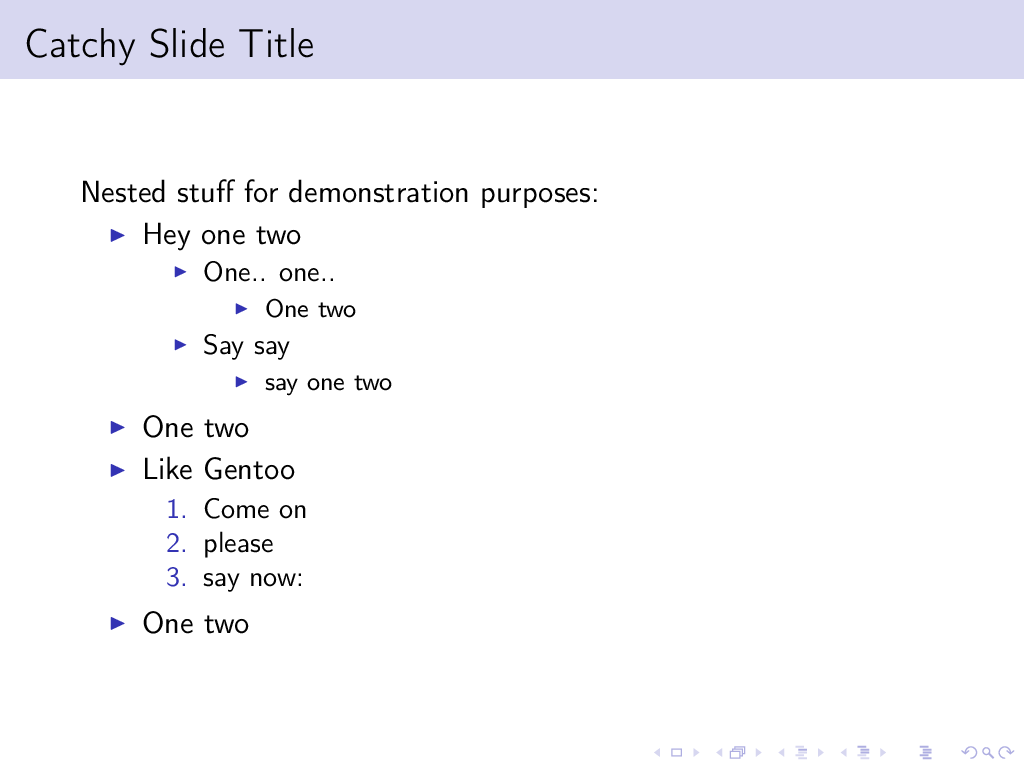 Catchy Slide Title
Nested stuff for demonstration purposes:
Hey one two
One.. one..
One two
Say say
say one two
One two
Like Gentoo
1. Come on
2. please
3. say now:
One two